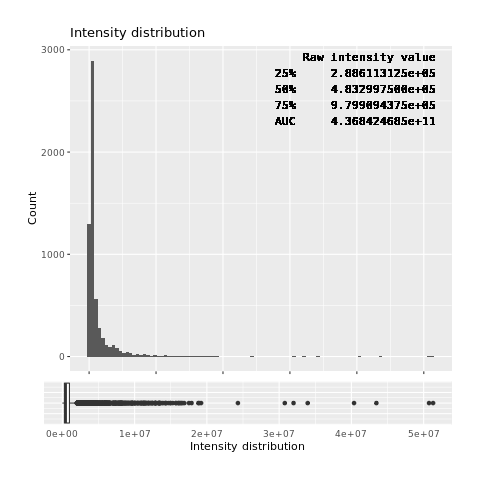 Intensity distribution
3000
2000
1000
0
Count
Raw intensity value
25% 2.886113125e+05
50% 4.832997500e+05
75% 9.799094375e+05
AUC 4.368424685e+11
0e+00 1e+07 2e+07 3e+07 4e+07 5e+07
Intensity distribution